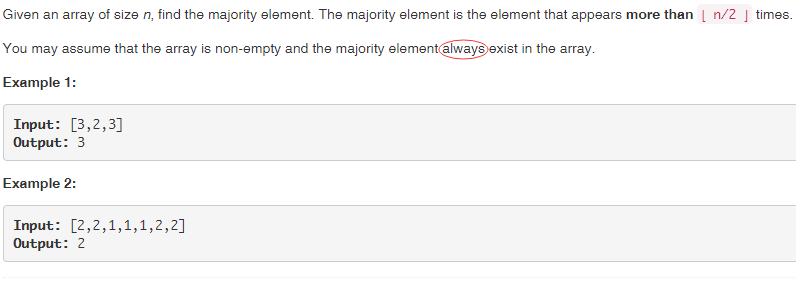 Given an array of size n, find the majority element. The majority element is the element that appears more than ⌊ n/2 ⌋ times.
You may assume that the array is non-empty and the majority element always exist in the array.
Example 1:
Input: [3,2,3]
Output: 3
Example 2:
Input: [2,2,1,1,1,2,2]
Output: 2